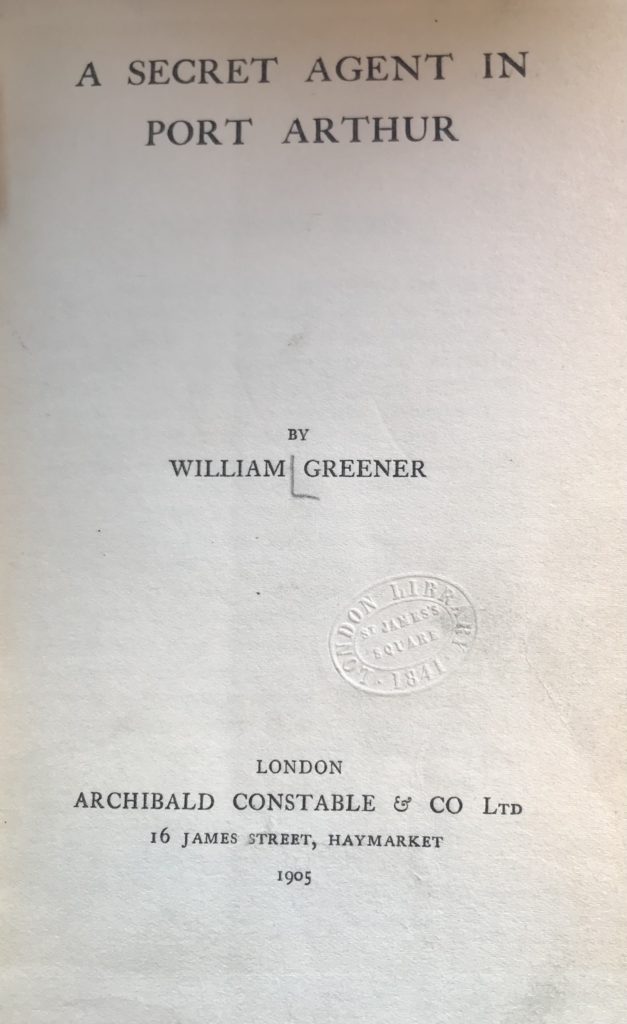 A SECRET AGENT IN
PORT ARTHUR
BY
WILLIAM L GREENER
LONDON LIBRARY
ST JAMES'S
SQUARE
· 1841 ·
LONDON
ARCHIBALD CONSTABLE & CO LTD
16 JAMES STREET, HAYMARKET
1905